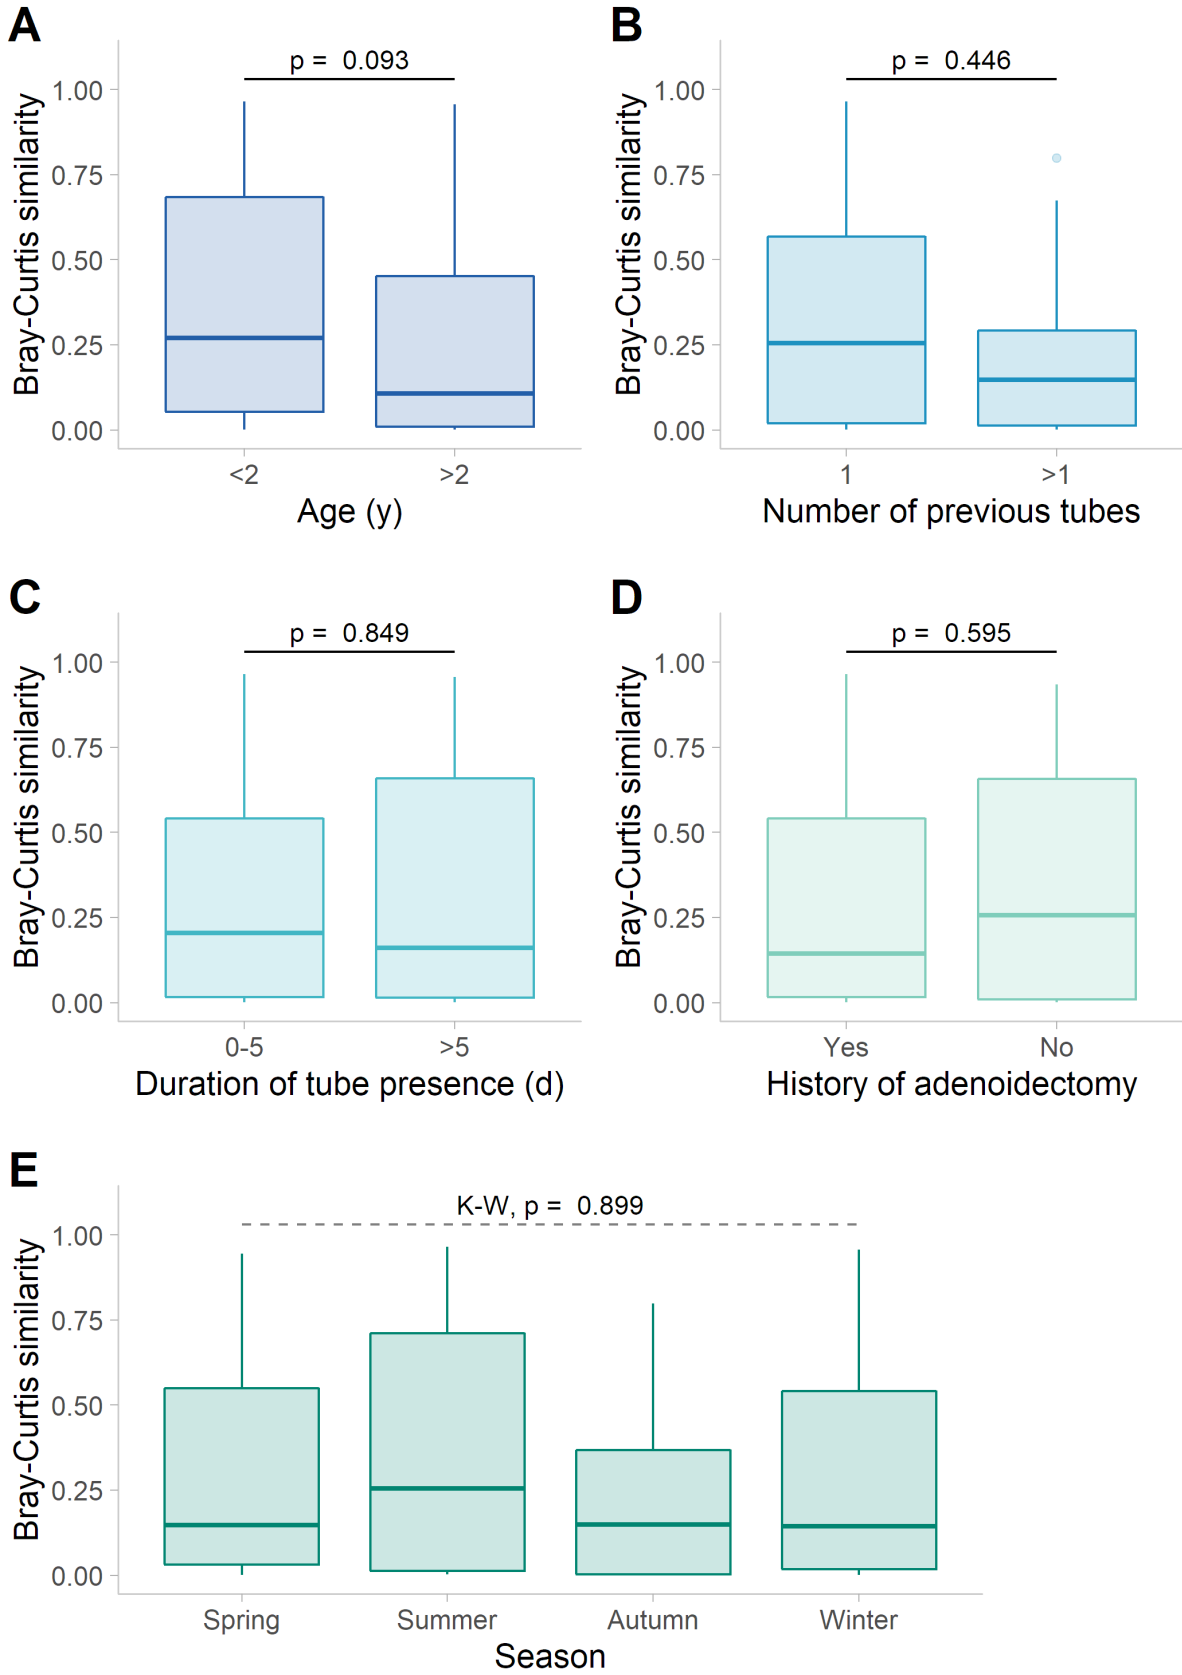 A
p = 0.093
Bray-Curtis similarity
1.00
0.75
0.50
0.25
0.00
<2
>2
Age (y)
B
p = 0.446
Bray-Curtis similarity
1.00
0.75
0.50
0.25
0.00
1
>1
Number of previous tubes
C
p = 0.849
Bray-Curtis similarity
1.00
0.75
0.50
0.25
0.00
0-5
>5
Duration of tube presence (d)
D
p = 0.595
Bray-Curtis similarity
1.00
0.75
0.50
0.25
0.00
Yes
No
History of adenoidectomy
E
K-W, p = 0.899
Bray-Curtis similarity
1.00
0.75
0.50
0.25
0.00
Spring
Summer
Autumn
Winter
Season